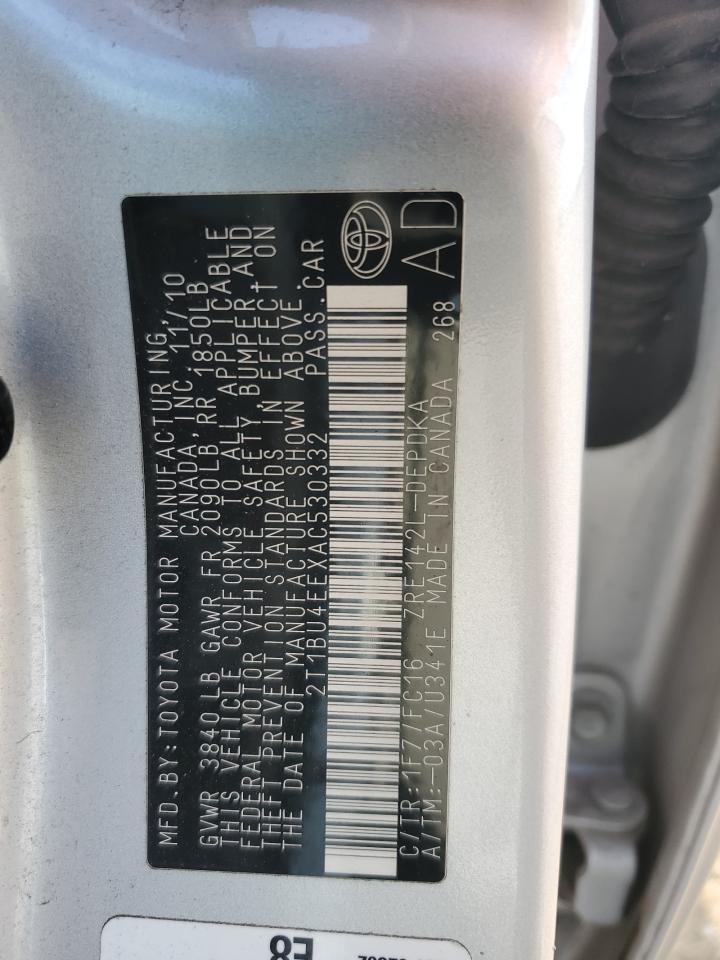 MFD.BY:TOYOTA MOTOR MANUFACTURING,
CANADA, INC. 11/10
GVWR 3840LB GAWR FR 2090LB RR 1850LB
THIS VEHICLE CONFORMS TO ALL APPLICABLE
FEDERAL MOTOR VEHICLE SAFETY, BUMPER, AND
THEFT PREVENTION STANDARDS IN EFFECT ON
THE DATE OF MANUFACTURE SHOWN ABOVE.
2T1BU4EEXAC530332 PASS.CAR
C/TR:1F7/FC16 ZRE142L-DEPDKA
A/TM:-03A/U341E MADE IN CANADA 268
AD
E8